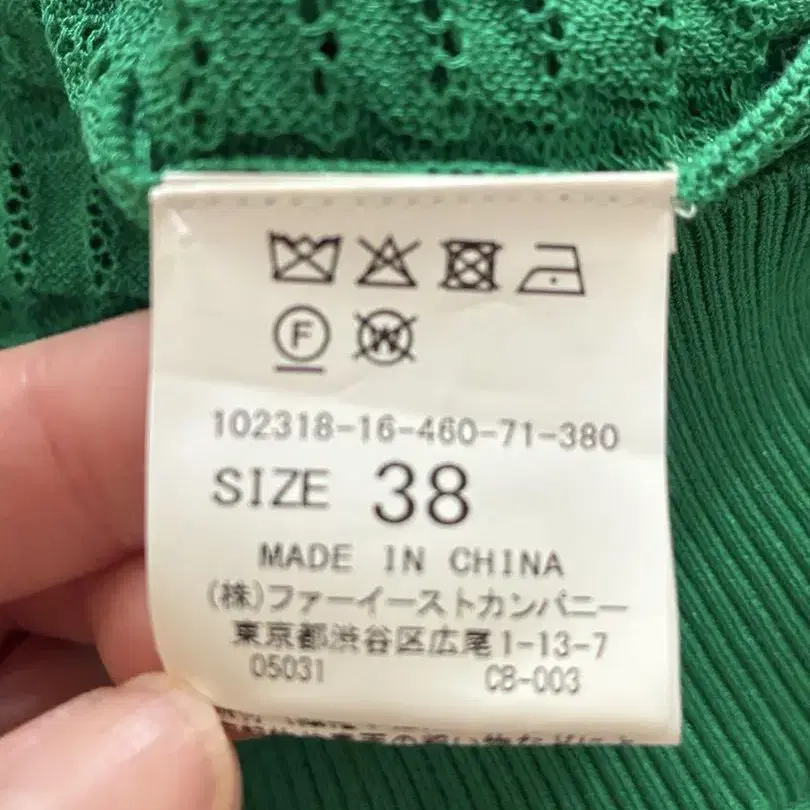 F W
102318-16-460-71-380
SIZE 38
MADE IN CHINA
(株)ファーイーストカンパニー
東京都渋谷区広尾1-13-7
05031 CB-003